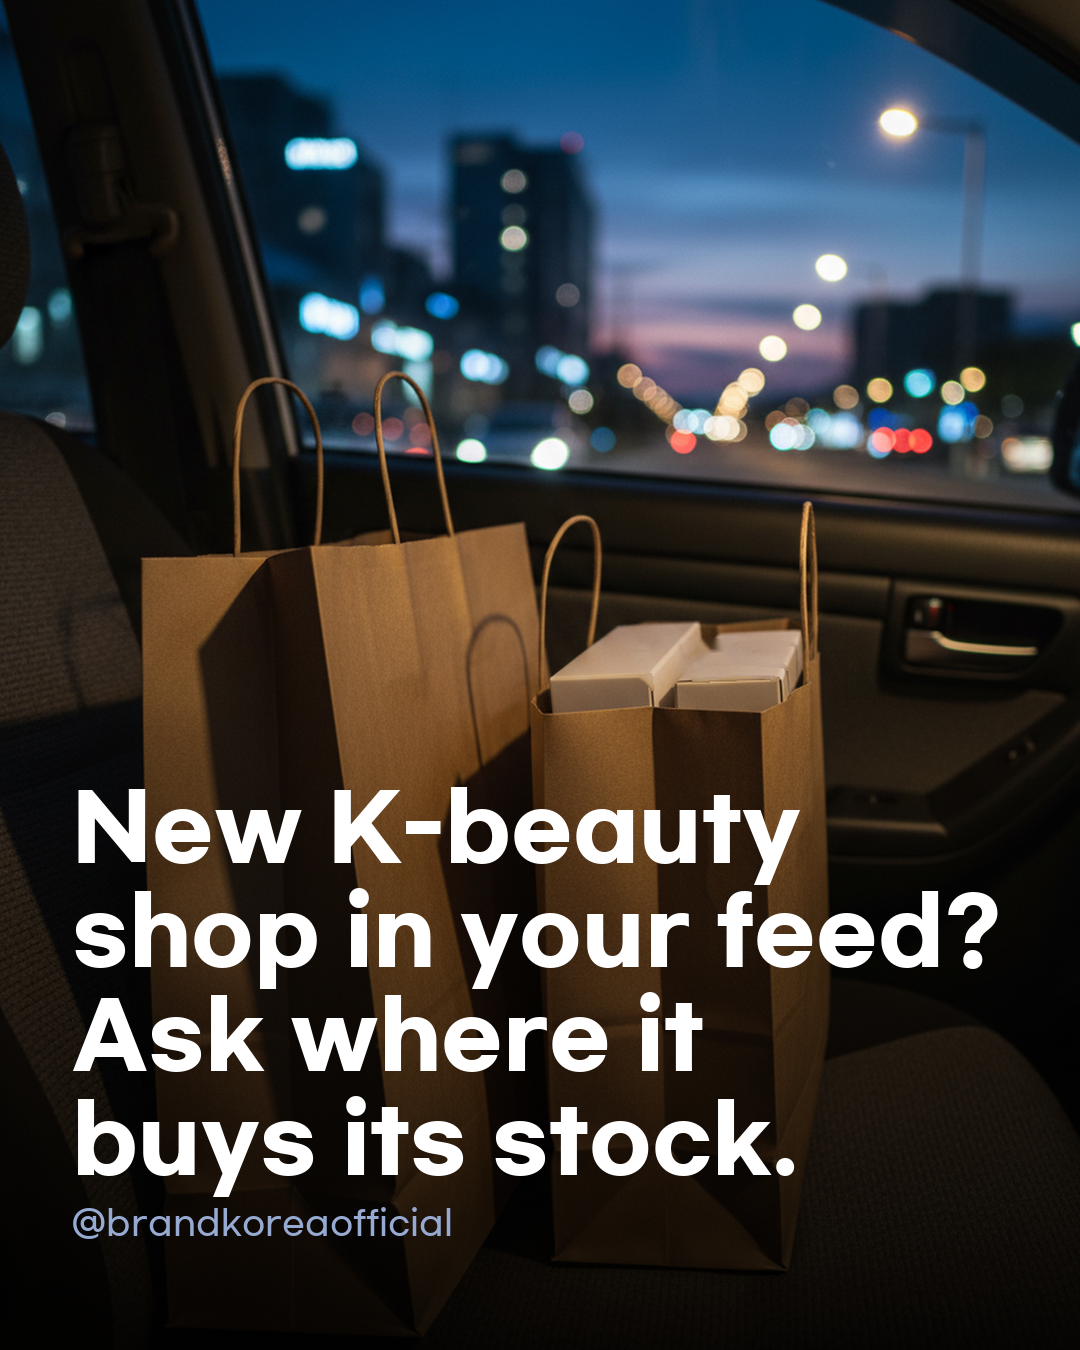 New K-beauty
shop in your feed?
Ask where it
buys its stock.
@brandkoreaofficial